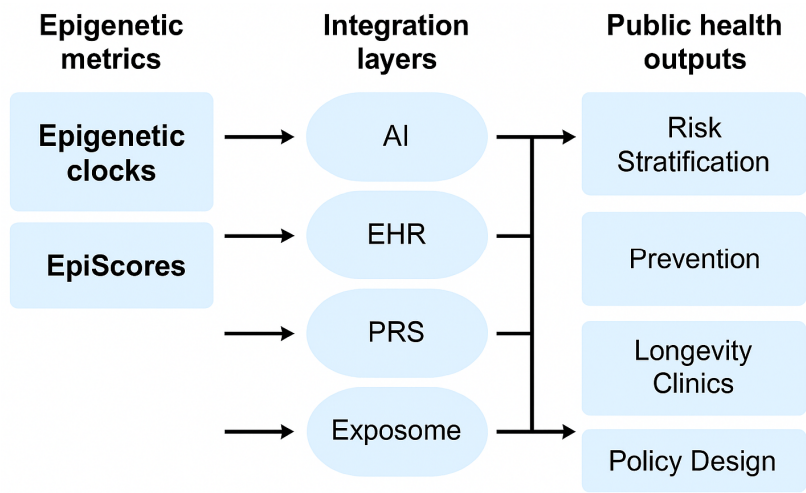 Epigenetic
metrics
Integration
layers
Public health
outputs
Epigenetic
clocks
EpiScores
AI
EHR
PRS
Exposome
Risk
Stratification
Prevention
Longevity
Clinics
Policy Design